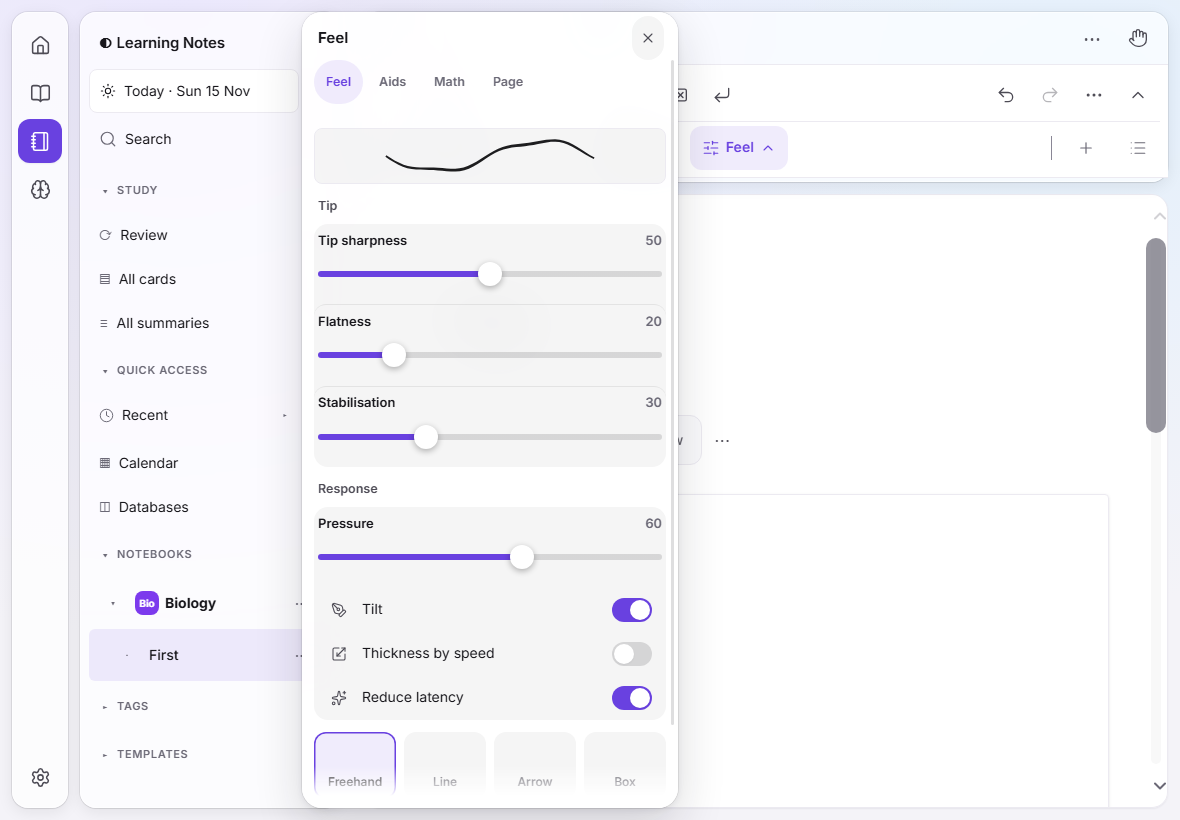 Learning Notes
Today · Sun 15 Nov
Search
STUDY
Review
All cards
All summaries
QUICK ACCESS
Recent
Calendar
Databases
NOTEBOOKS
Bio Biology
First
TAGS
TEMPLATES
Feel
Feel Aids Math Page
Tip
Tip sharpness 50
Flatness 20
Stabilisation 30
Response
Pressure 60
Tilt
Thickness by speed
Reduce latency
Freehand Line Arrow Box
Feel